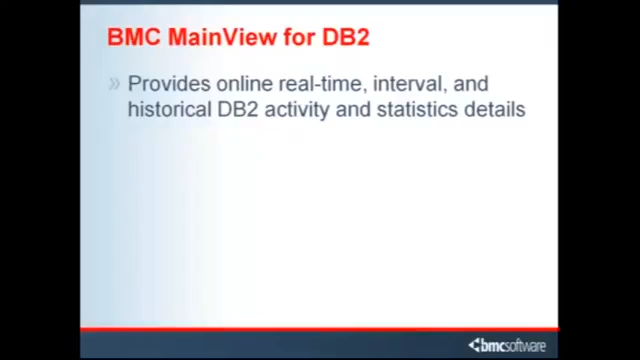 BMC MainView for DB2
» Provides online real-time, interval, and
historical DB2 activity and statistics details
bmcsoftware